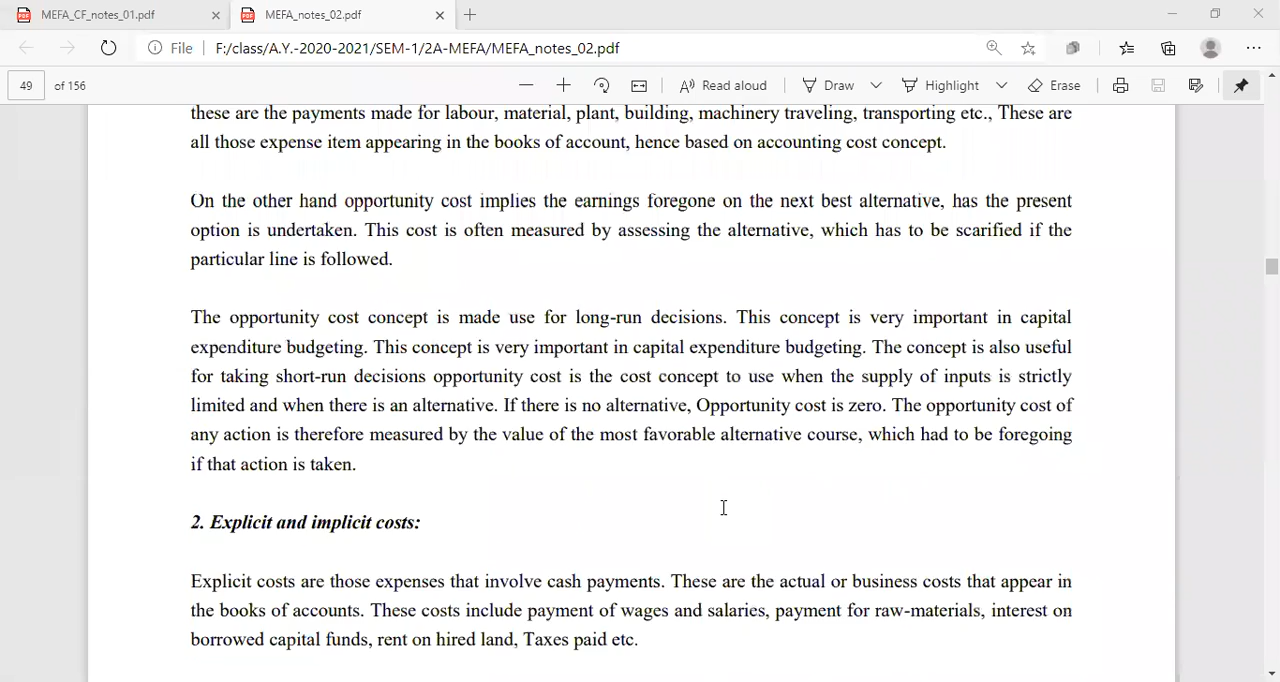 MEFA_CF_notes_01.pdf
MEFA_notes_02.pdf
File
F:/class/A.Y.-2020-2021/SEM-1/2A-MEFA/MEFA_notes_02.pdf
49 of 156
Read aloud
Draw
Highlight
Erase
these are the payments made for labour, material, plant, building, machinery traveling, transporting etc., These are
all those expense item appearing in the books of account, hence based on accounting cost concept.
On the other hand opportunity cost implies the earnings foregone on the next best alternative, has the present
option is undertaken. This cost is often measured by assessing the alternative, which has to be scarified if the
particular line is followed.
The opportunity cost concept is made use for long-run decisions. This concept is very important in capital
expenditure budgeting. This concept is very important in capital expenditure budgeting. The concept is also useful
for taking short-run decisions opportunity cost is the cost concept to use when the supply of inputs is strictly
limited and when there is an alternative. If there is no alternative, Opportunity cost is zero. The opportunity cost of
any action is therefore measured by the value of the most favorable alternative course, which had to be foregoing
if that action is taken.
2. Explicit and implicit costs:
Explicit costs are those expenses that involve cash payments. These are the actual or business costs that appear in
the books of accounts. These costs include payment of wages and salaries, payment for raw-materials, interest on
borrowed capital funds, rent on hired land, Taxes paid etc.